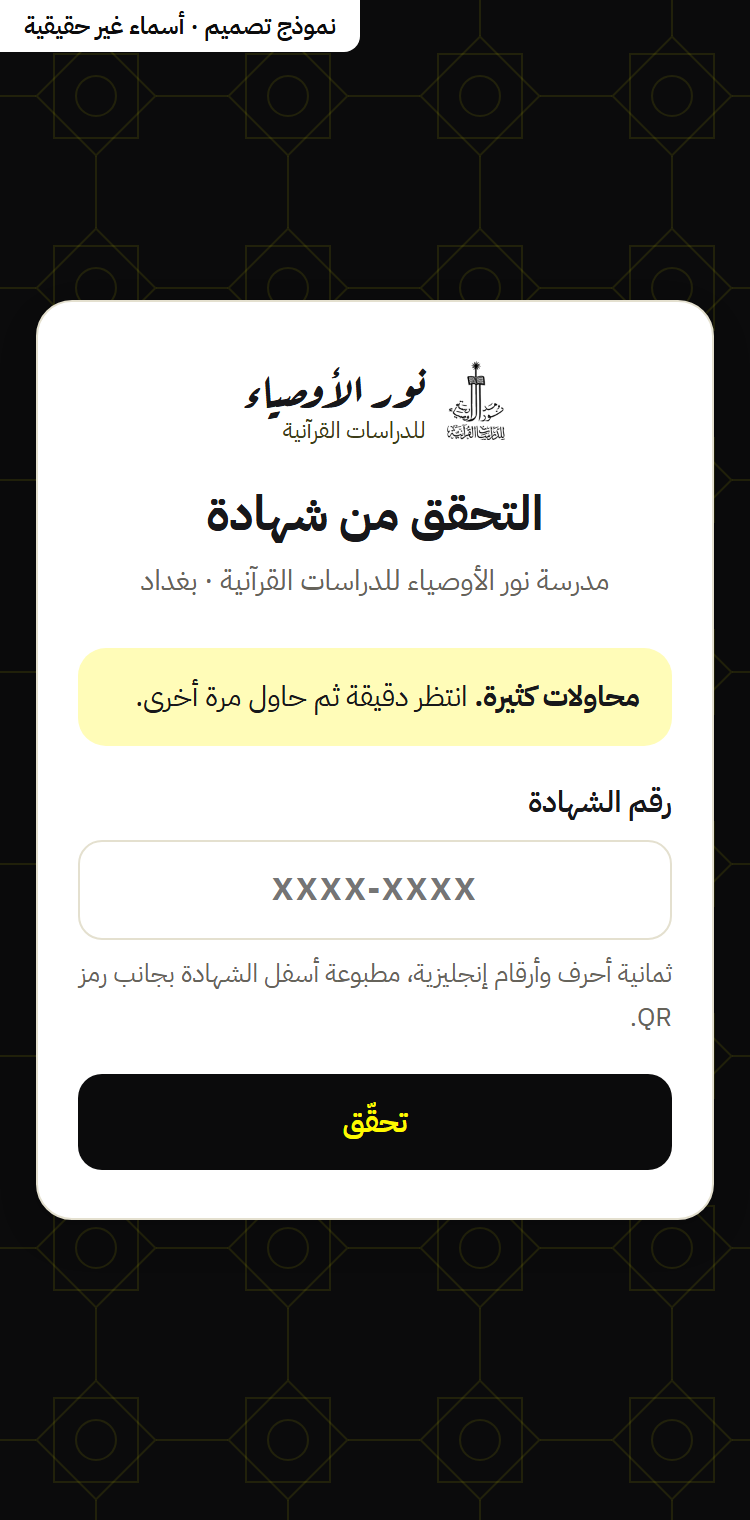 نموذج تصميم · أسماء غير حقيقية
نور الأوصياء
للدراسات القرآنية
التحقق من شهادة
مدرسة نور الأوصياء للدراسات القرآنية · بغداد
محاولات كثيرة. انتظر دقيقة ثم حاول مرة أخرى.
رقم الشهادة
XXXX-XXXX
ثمانية أحرف وأرقام إنجليزية، مطبوعة أسفل الشهادة بجانب رمز
QR.
تحقّق